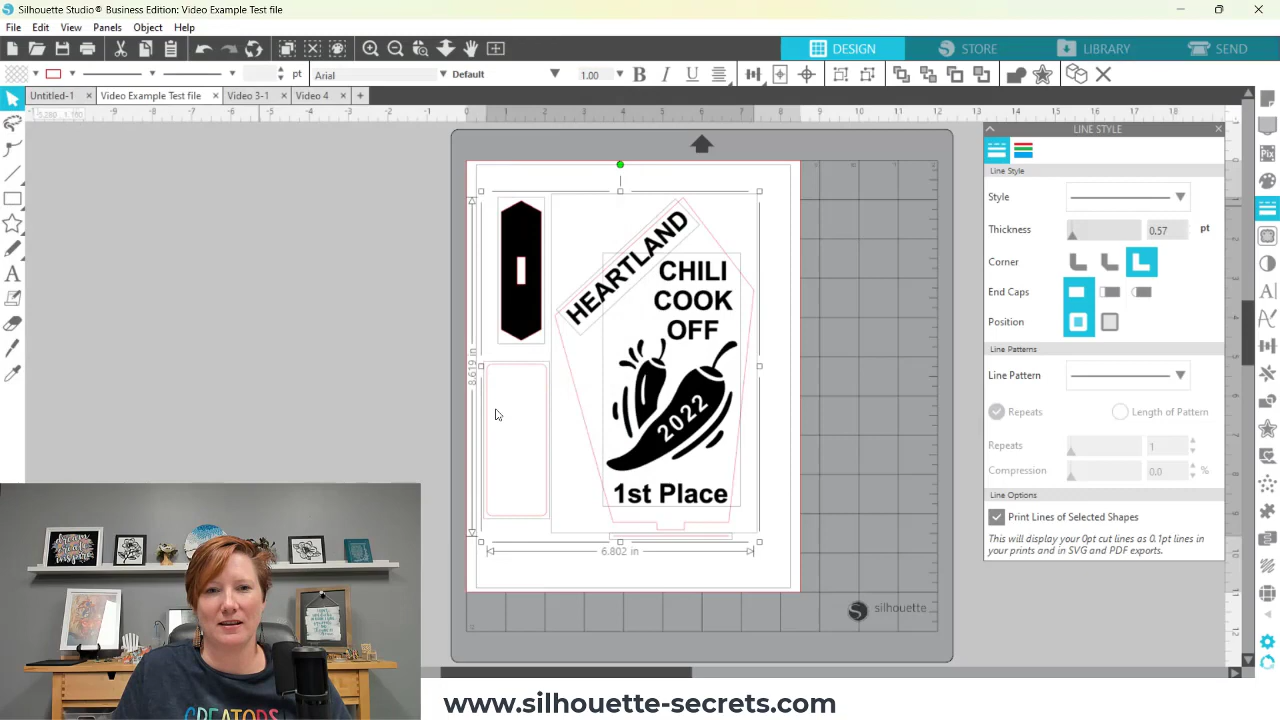 Silhouette Studio® Business Edition: Video Example Test file
File Edit View Panels Object Help
DESIGN STORE LIBRARY SEND
pt Arial Default 1.00 B I U
Untitled-1 Video Example Test file Video 3-1 Video 4
LINE STYLE
Line Style
Style
Thickness 0.57 pt
Corner
End Caps
Position
Line Patterns
Line Pattern
Repeats Length of Pattern
Repeats 1
Compression 0.0 %
Line Options
Print Lines of Selected Shapes
This will display your 0pt cut lines as 0.1pt lines in
your prints and in SVG and PDF exports.
HEARTLAND
CHILI
COOK
OFF
2022
1st Place
8.619 in
6.802 in
silhouette
CREATORS
www.silhouette-secrets.com